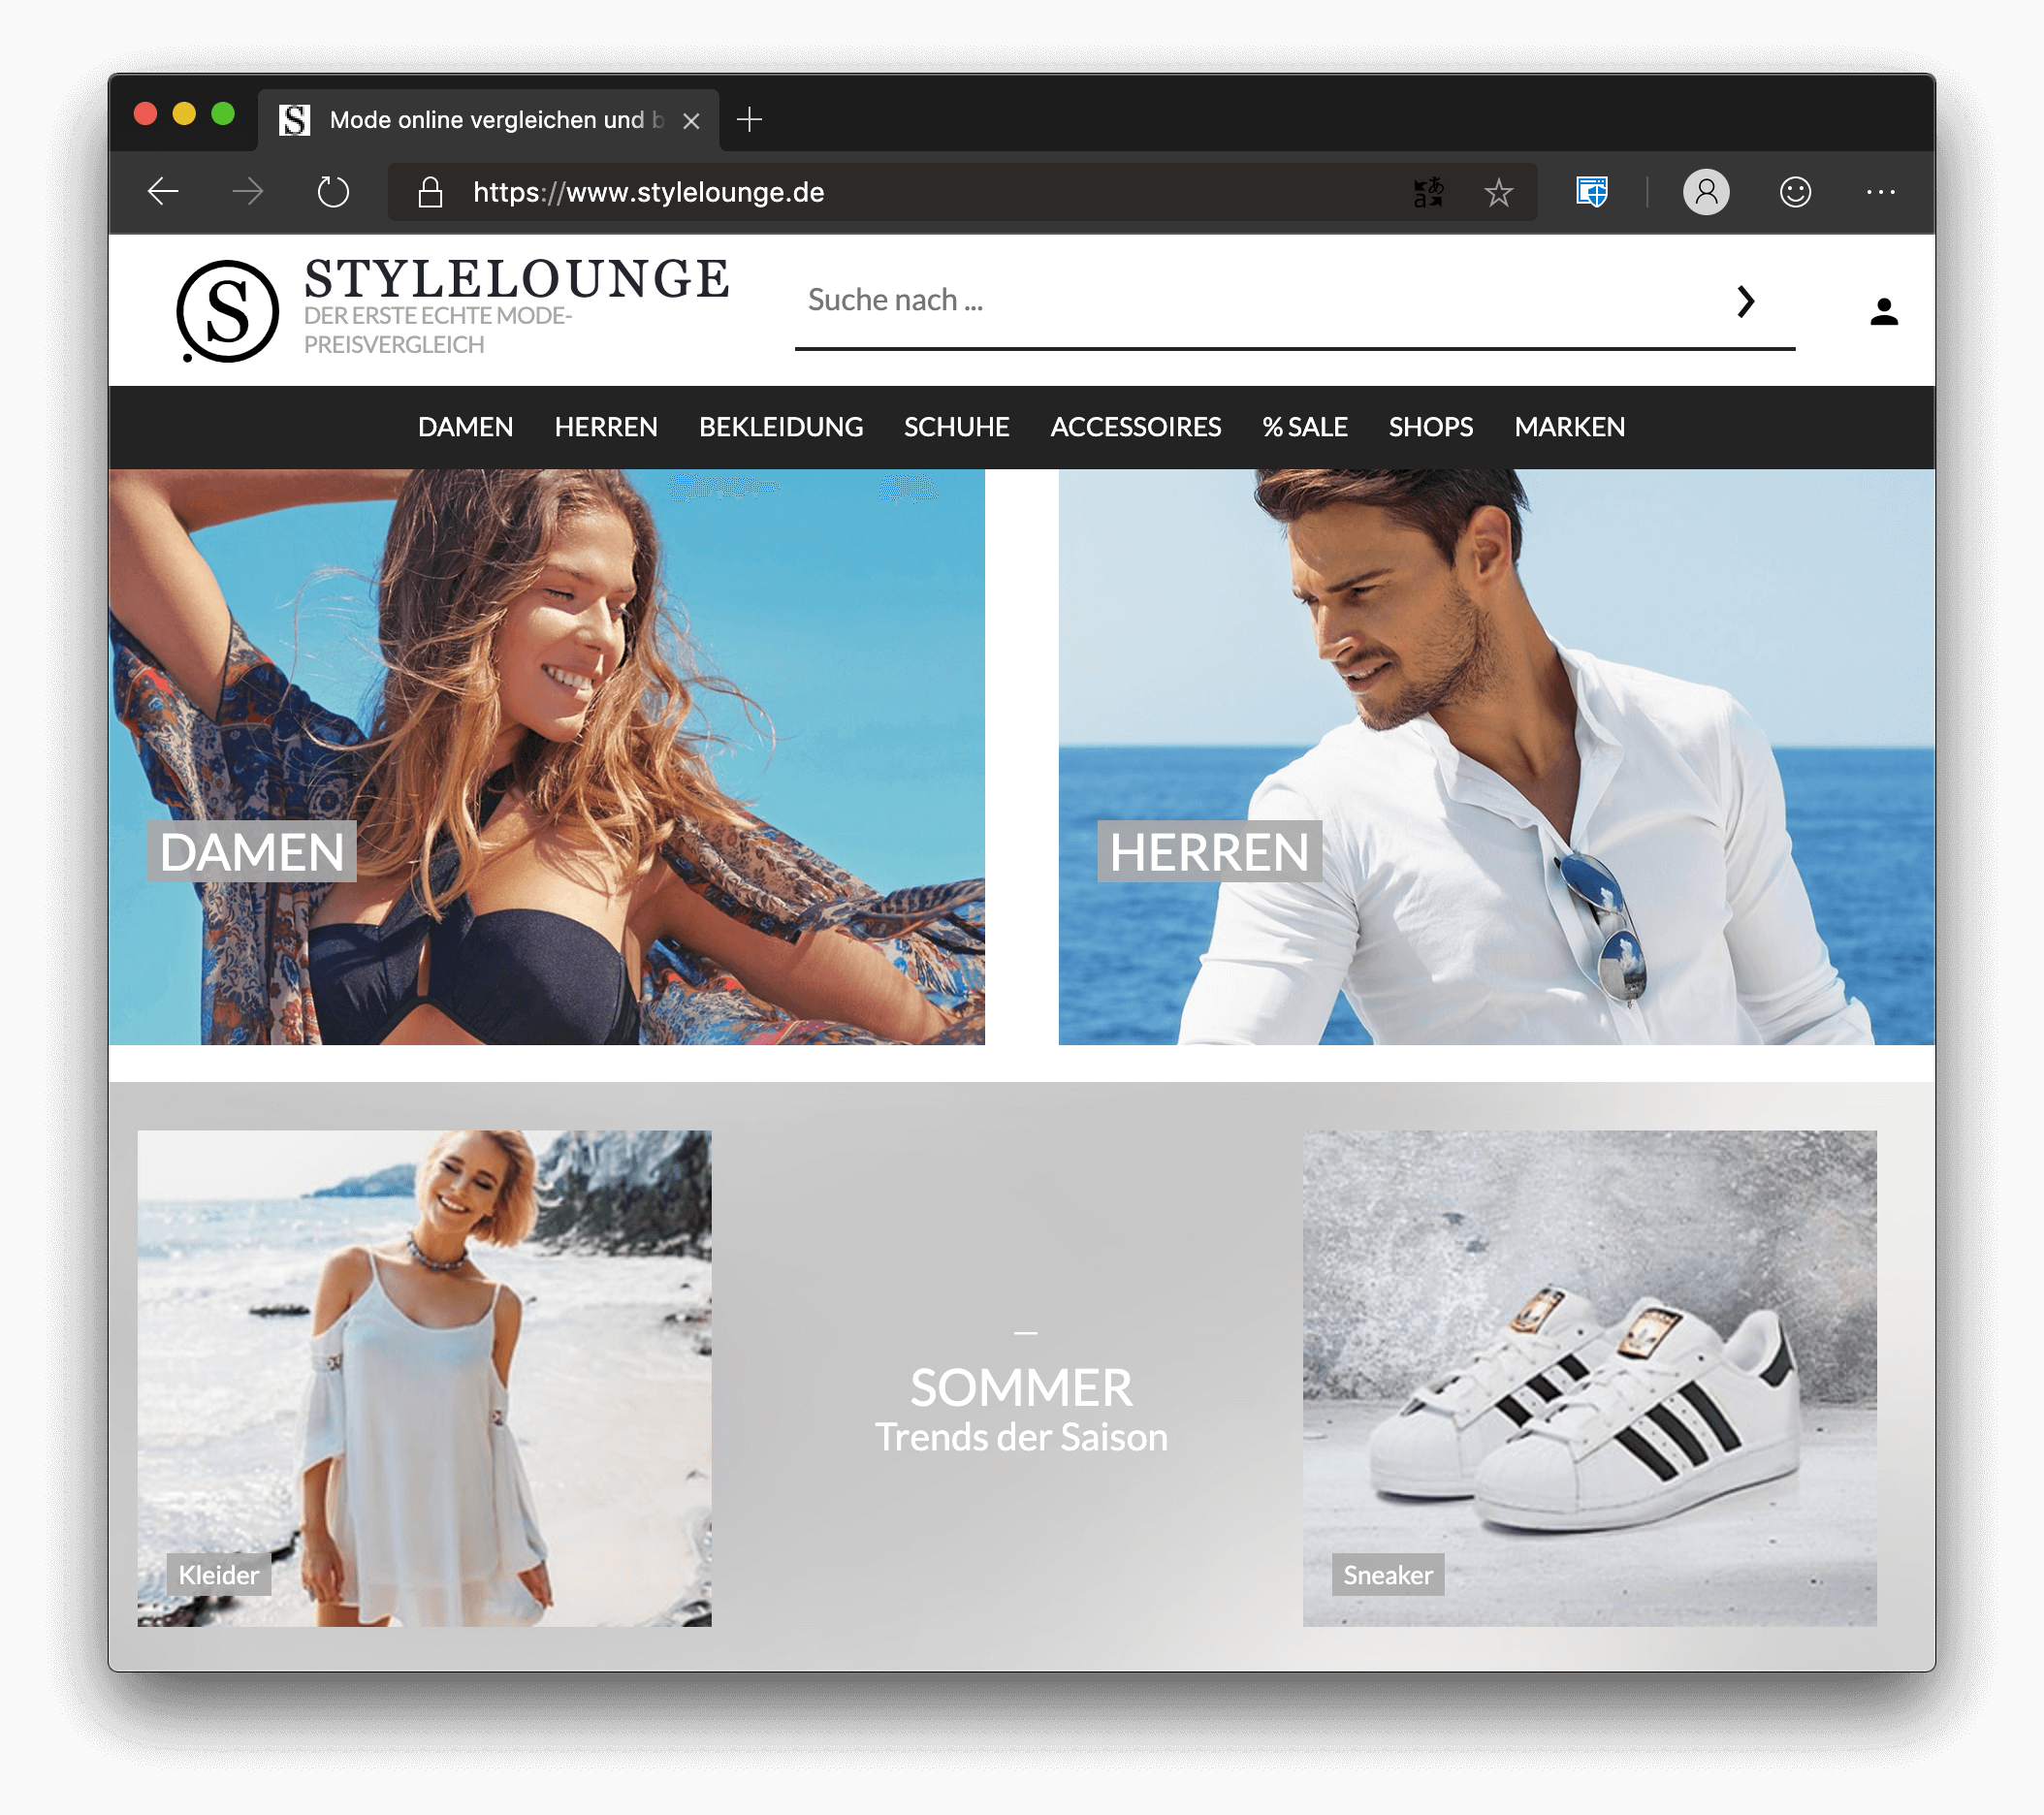 Mode online vergleichen und b
https://www.stylelounge.de
S
STYLELOUNGE
DER ERSTE ECHTE MODE-
PREISVERGLEICH
Suche nach ...
DAMEN HERREN BEKLEIDUNG SCHUHE ACCESSOIRES % SALE SHOPS MARKEN
DAMEN
HERREN
SOMMER
Trends der Saison
Kleider
Sneaker